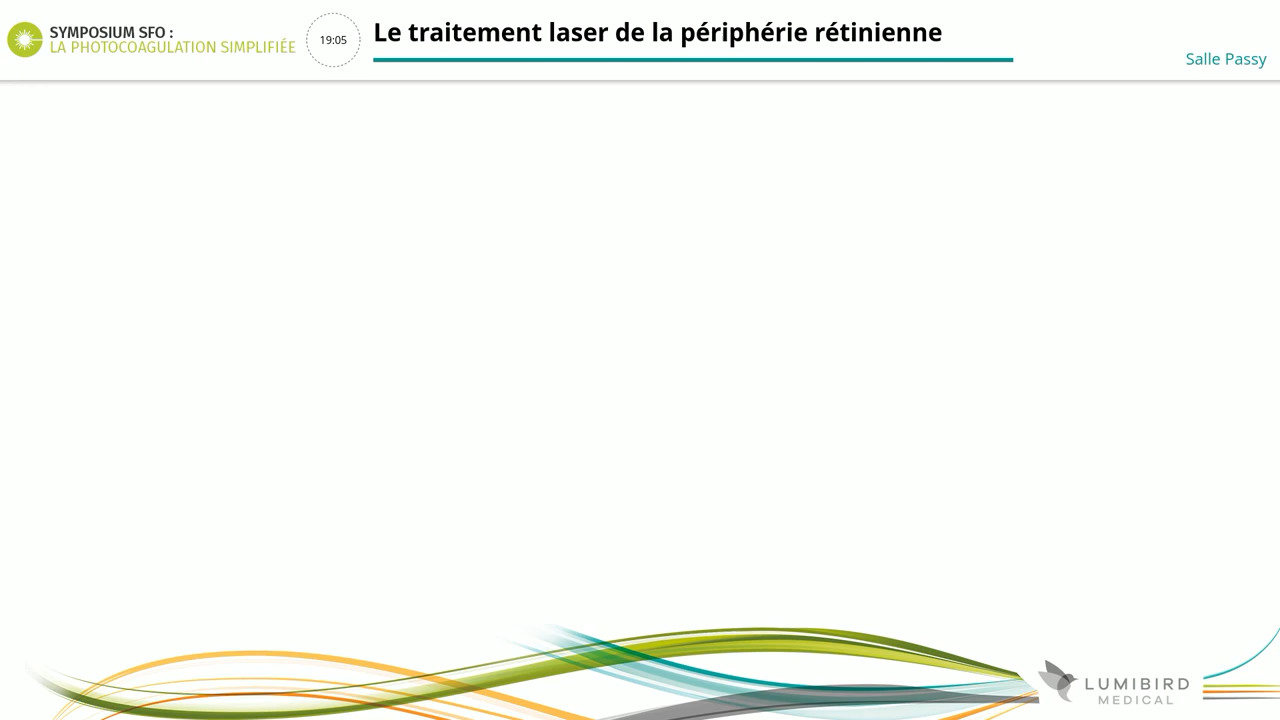 SYMPOSIUM SFO :
LA PHOTOCOAGULATION SIMPLIFIÉE
19:05
Le traitement laser de la périphérie rétinienne
Salle Passy
LUMIBIRD
MEDICAL